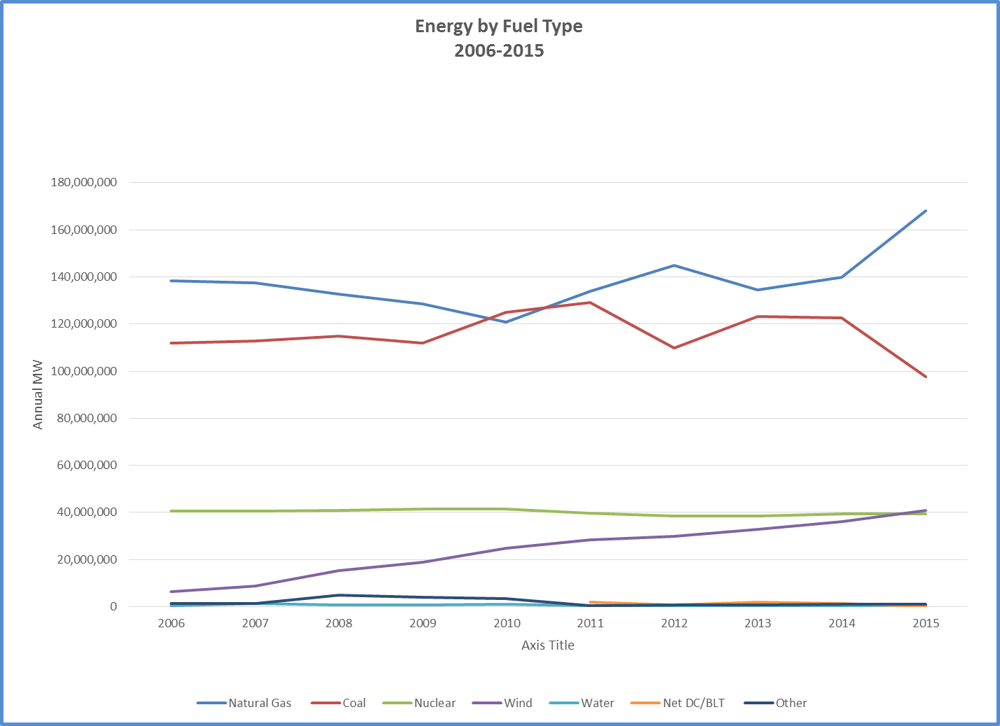 Energy by Fuel Type
2006-2015
180,000,000
160,000,000
140,000,000
120,000,000
100,000,000
80,000,000
60,000,000
40,000,000
20,000,000
0
Annual MW
2006 2007 2008 2009 2010 2011 2012 2013 2014 2015
Axis Title
Natural Gas Coal Nuclear Wind Water Net DC/BLT Other